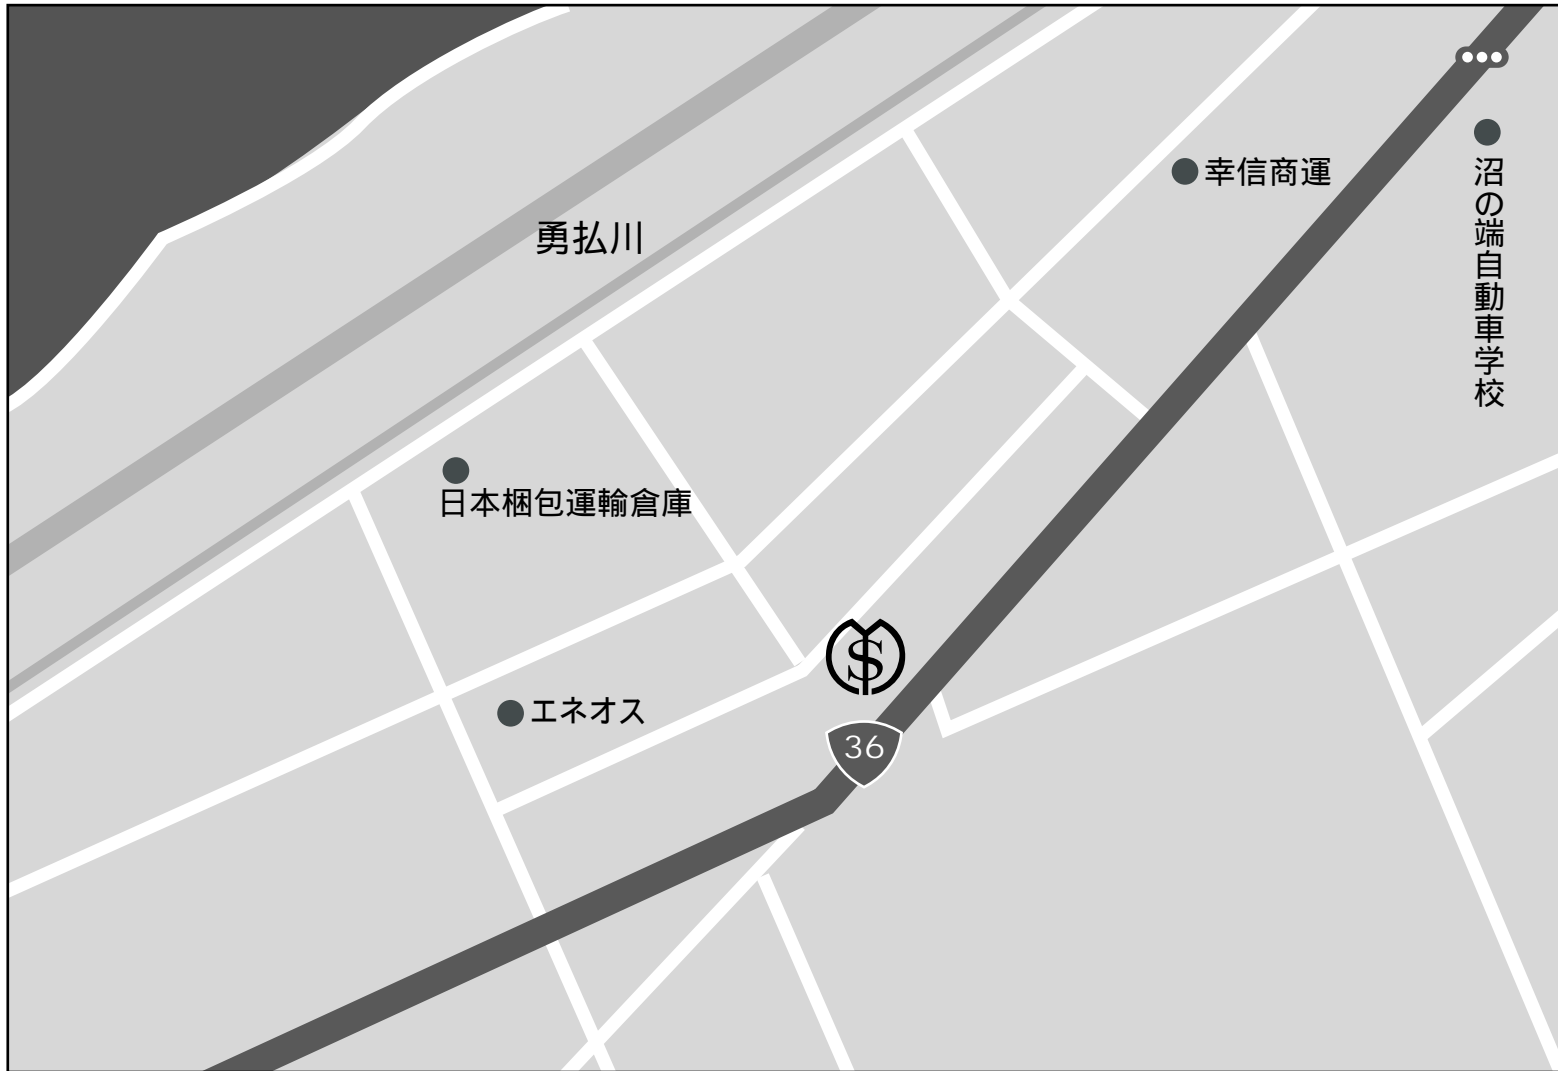 幸信商運
沼の端自動車学校
勇払川
日本梱包運輸倉庫
エネオス
36